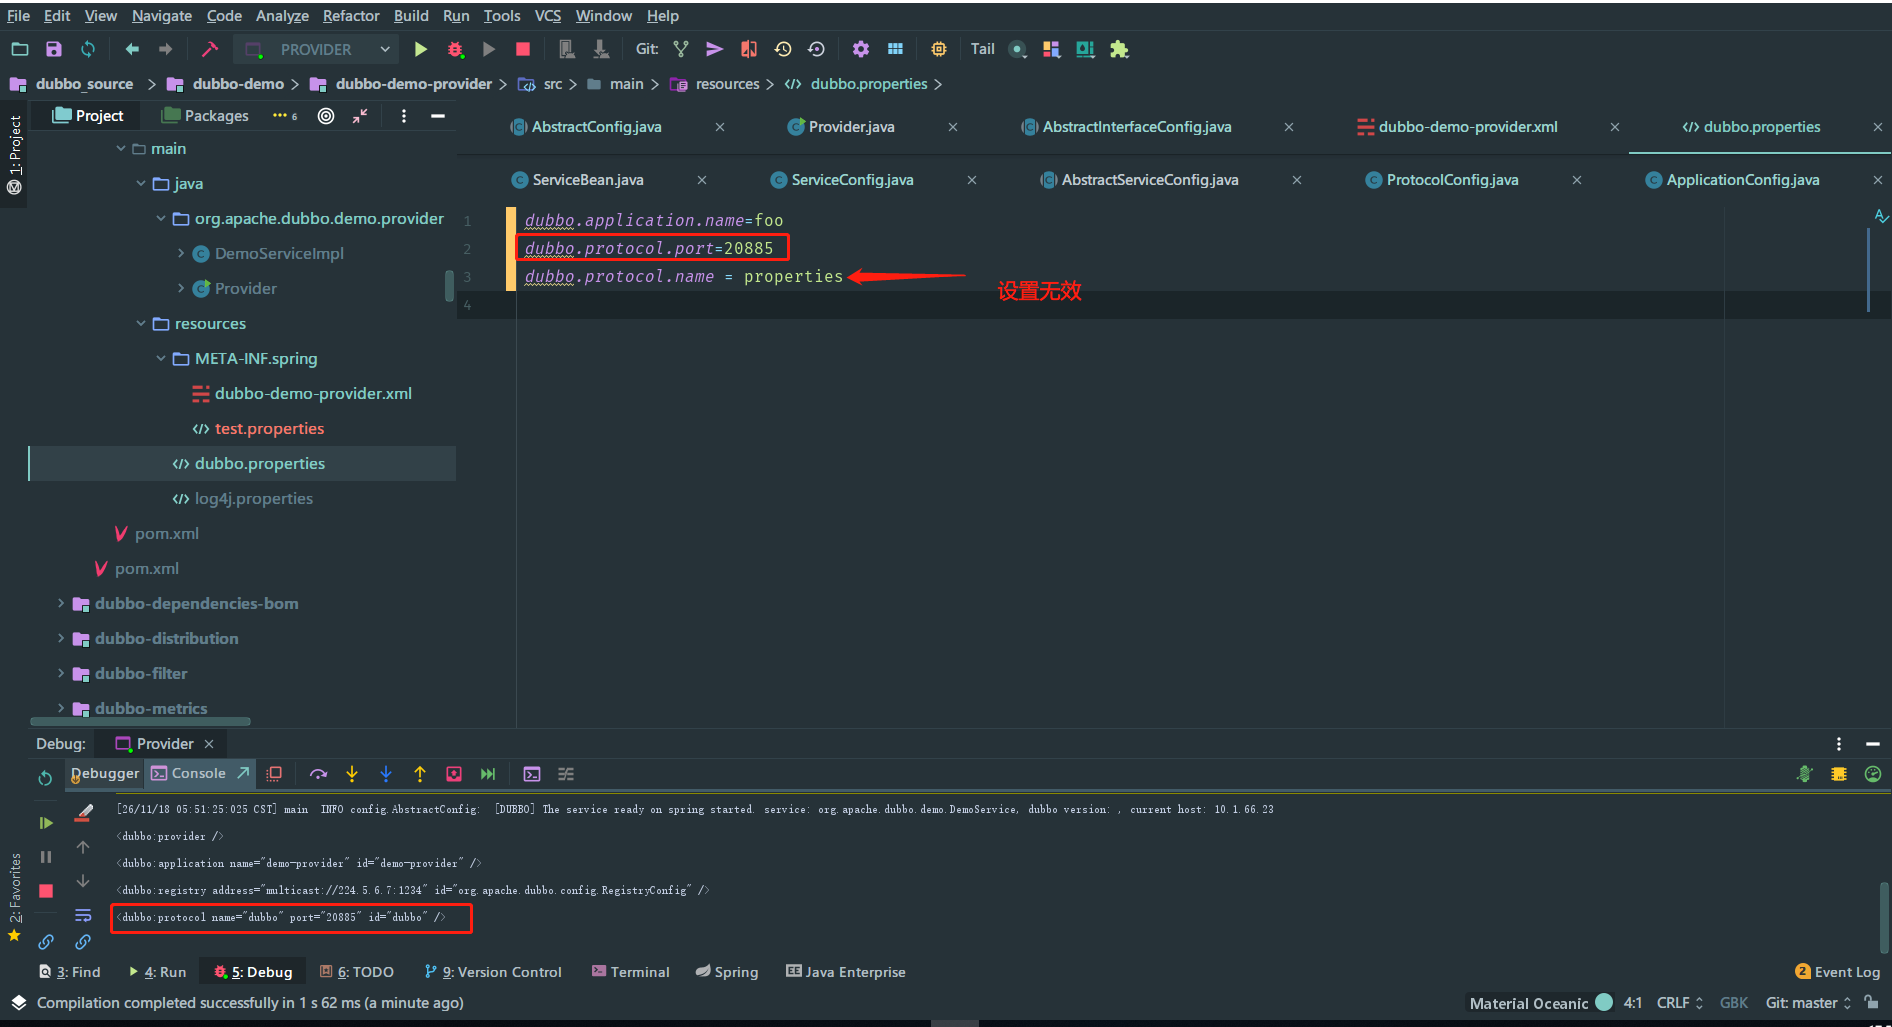 File Edit View Navigate Code Analyze Refactor Build Run Tools VCS Window Help
PROVIDER Git: Tail
dubbo_source > dubbo-demo > dubbo-demo-provider > src > main > resources > dubbo.properties >
1: Project
Project Packages 6
AbstractConfig.java Provider.java AbstractInterfaceConfig.java dubbo-demo-provider.xml dubbo.properties
ServiceBean.java ServiceConfig.java AbstractServiceConfig.java ProtocolConfig.java ApplicationConfig.java
main
java
org.apache.dubbo.demo.provider
DemoServiceImpl
Provider
resources
META-INF.spring
dubbo-demo-provider.xml
test.properties
dubbo.properties
log4j.properties
pom.xml
pom.xml
dubbo-dependencies-bom
dubbo-distribution
dubbo-filter
dubbo-metrics
1 dubbo.application.name=foo
2 dubbo.protocol.port=20885
3 dubbo.protocol.name = properties
设置无效
4
Debug: Provider
Debugger Console
[26/11/18 05:51:25:025 CST] main  INFO config.AbstractConfig:  [DUBBO] The service ready on spring started. service: org.apache.dubbo.demo.DemoService, dubbo version: , current host: 10.1.66.23
<dubbo:provider />
<dubbo:application name="demo-provider" id="demo-provider" />
<dubbo:registry address="multicast://224.5.6.7:1234" id="org.apache.dubbo.config.RegistryConfig" />
<dubbo:protocol name="dubbo" port="20885" id="dubbo" />
2: Favorites
3: Find 4: Run 5: Debug 6: TODO 9: Version Control Terminal Spring Java Enterprise 2 Event Log
Compilation completed successfully in 1 s 62 ms (a minute ago) Material Oceanic 4:1 CRLF GBK Git: master